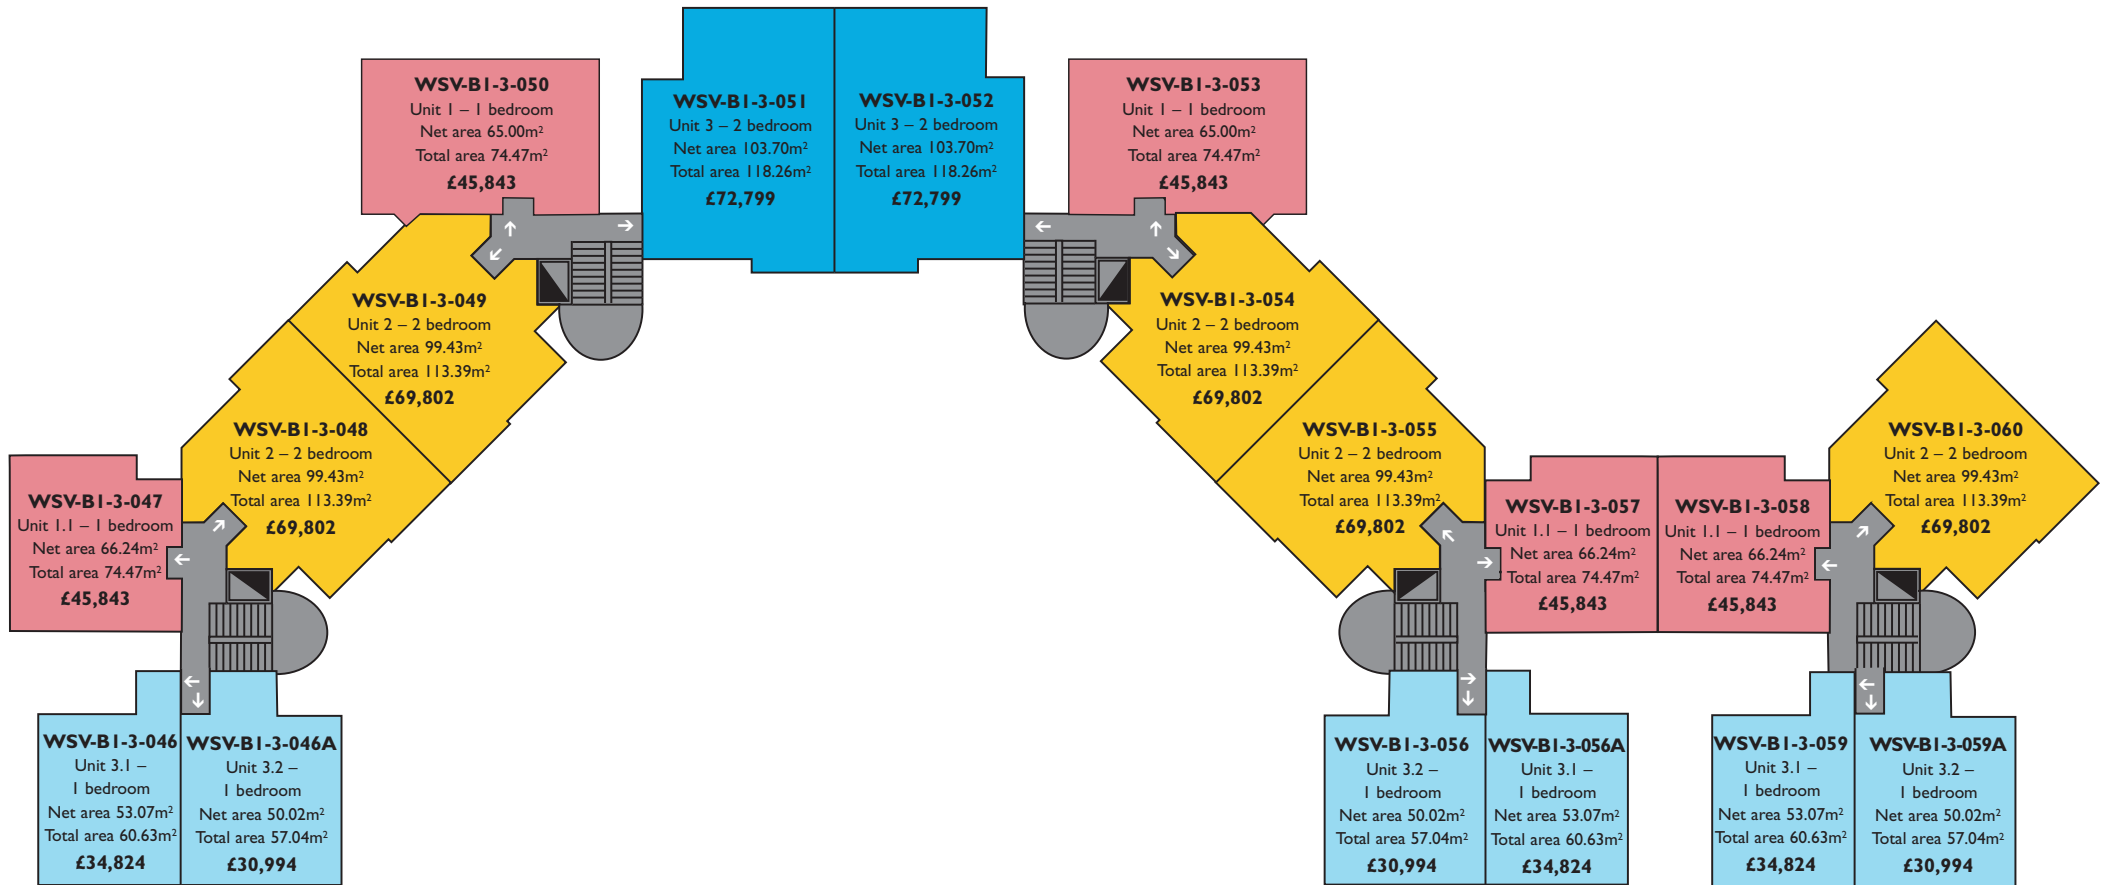 WSV-B1-3-050
Unit 1 – 1 bedroom
Net area 65.00m²
Total area 74.47m²
£45,843
WSV-B1-3-051
Unit 3 – 2 bedroom
Net area 103.70m²
Total area 118.26m²
£72,799
WSV-B1-3-052
Unit 3 – 2 bedroom
Net area 103.70m²
Total area 118.26m²
£72,799
WSV-B1-3-053
Unit 1 – 1 bedroom
Net area 65.00m²
Total area 74.47m²
£45,843
WSV-B1-3-049
Unit 2 – 2 bedroom
Net area 99.43m²
Total area 113.39m²
£69,802
WSV-B1-3-054
Unit 2 – 2 bedroom
Net area 99.43m²
Total area 113.39m²
£69,802
WSV-B1-3-048
Unit 2 – 2 bedroom
Net area 99.43m²
Total area 113.39m²
£69,802
WSV-B1-3-055
Unit 2 – 2 bedroom
Net area 99.43m²
Total area 113.39m²
£69,802
WSV-B1-3-060
Unit 2 – 2 bedroom
Net area 99.43m²
Total area 113.39m²
£69,802
WSV-B1-3-047
Unit 1.1 – 1 bedroom
Net area 66.24m²
Total area 74.47m²
£45,843
WSV-B1-3-057
Unit 1.1 – 1 bedroom
Net area 66.24m²
Total area 74.47m²
£45,843
WSV-B1-3-058
Unit 1.1 – 1 bedroom
Net area 66.24m²
Total area 74.47m²
£45,843
WSV-B1-3-046
Unit 3.1 –
1 bedroom
Net area 53.07m²
Total area 60.63m²
£34,824
WSV-B1-3-046A
Unit 3.2 –
1 bedroom
Net area 50.02m²
Total area 57.04m²
£30,994
WSV-B1-3-056
Unit 3.2 –
1 bedroom
Net area 50.02m²
Total area 57.04m²
£30,994
WSV-B1-3-056A
Unit 3.1 –
1 bedroom
Net area 53.07m²
Total area 60.63m²
£34,824
WSV-B1-3-059
Unit 3.1 –
1 bedroom
Net area 53.07m²
Total area 60.63m²
£34,824
WSV-B1-3-059A
Unit 3.2 –
1 bedroom
Net area 50.02m²
Total area 57.04m²
£30,994